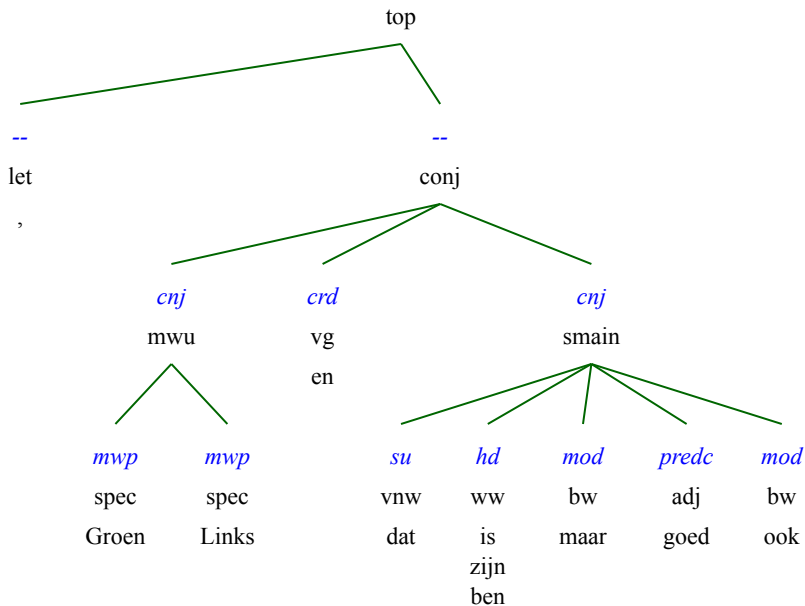 top
-- --
let conj
,
cnj crd cnj
mwu vg smain
en
mwp mwp su hd mod predc mod
spec spec vnw ww bw adj bw
Groen Links dat is maar goed ook
zijn
ben